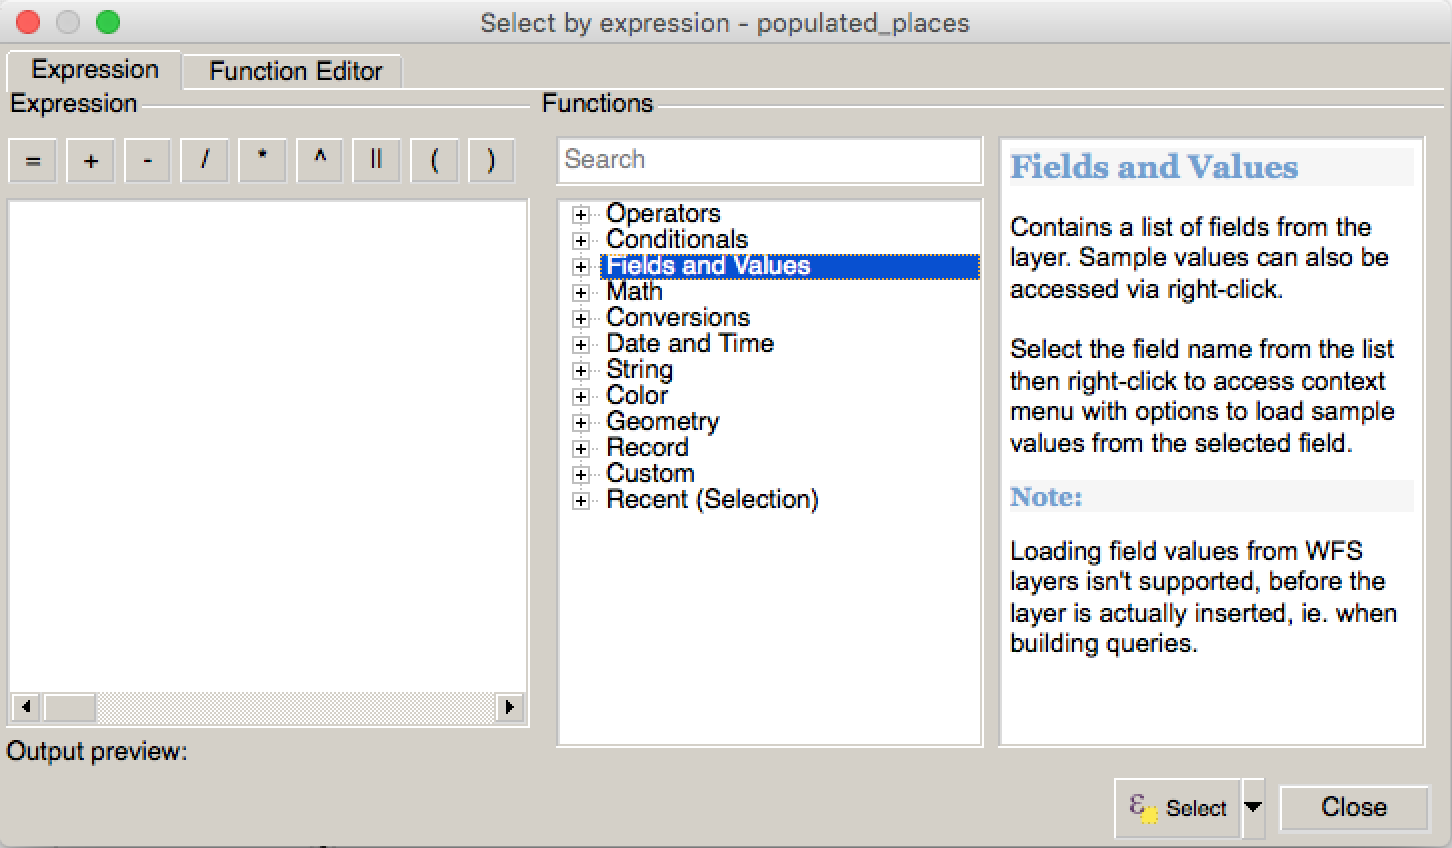 Select by expression - populated_places
Expression
Function Editor
Expression
Functions
= + - / * ^ || ( )
Search
Operators
Conditionals
Fields and Values
Math
Conversions
Date and Time
String
Color
Geometry
Record
Custom
Recent (Selection)
Fields and Values
Contains a list of fields from the
layer. Sample values can also be
accessed via right-click.
Select the field name from the list
then right-click to access context
menu with options to load sample
values from the selected field.
Note:
Loading field values from WFS
layers isn't supported, before the
layer is actually inserted, ie. when
building queries.
Output preview:
ε Select
Close